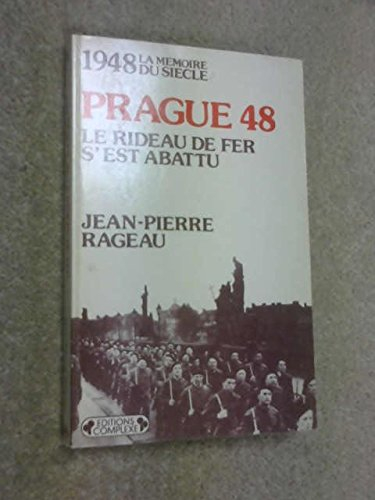 1948 LA MEMOIRE
DU SIECLE
PRAGUE 48
LE RIDEAU DE FER
S'EST ABATTU
JEAN-PIERRE
RAGEAU
EDITIONS
COMPLEXE